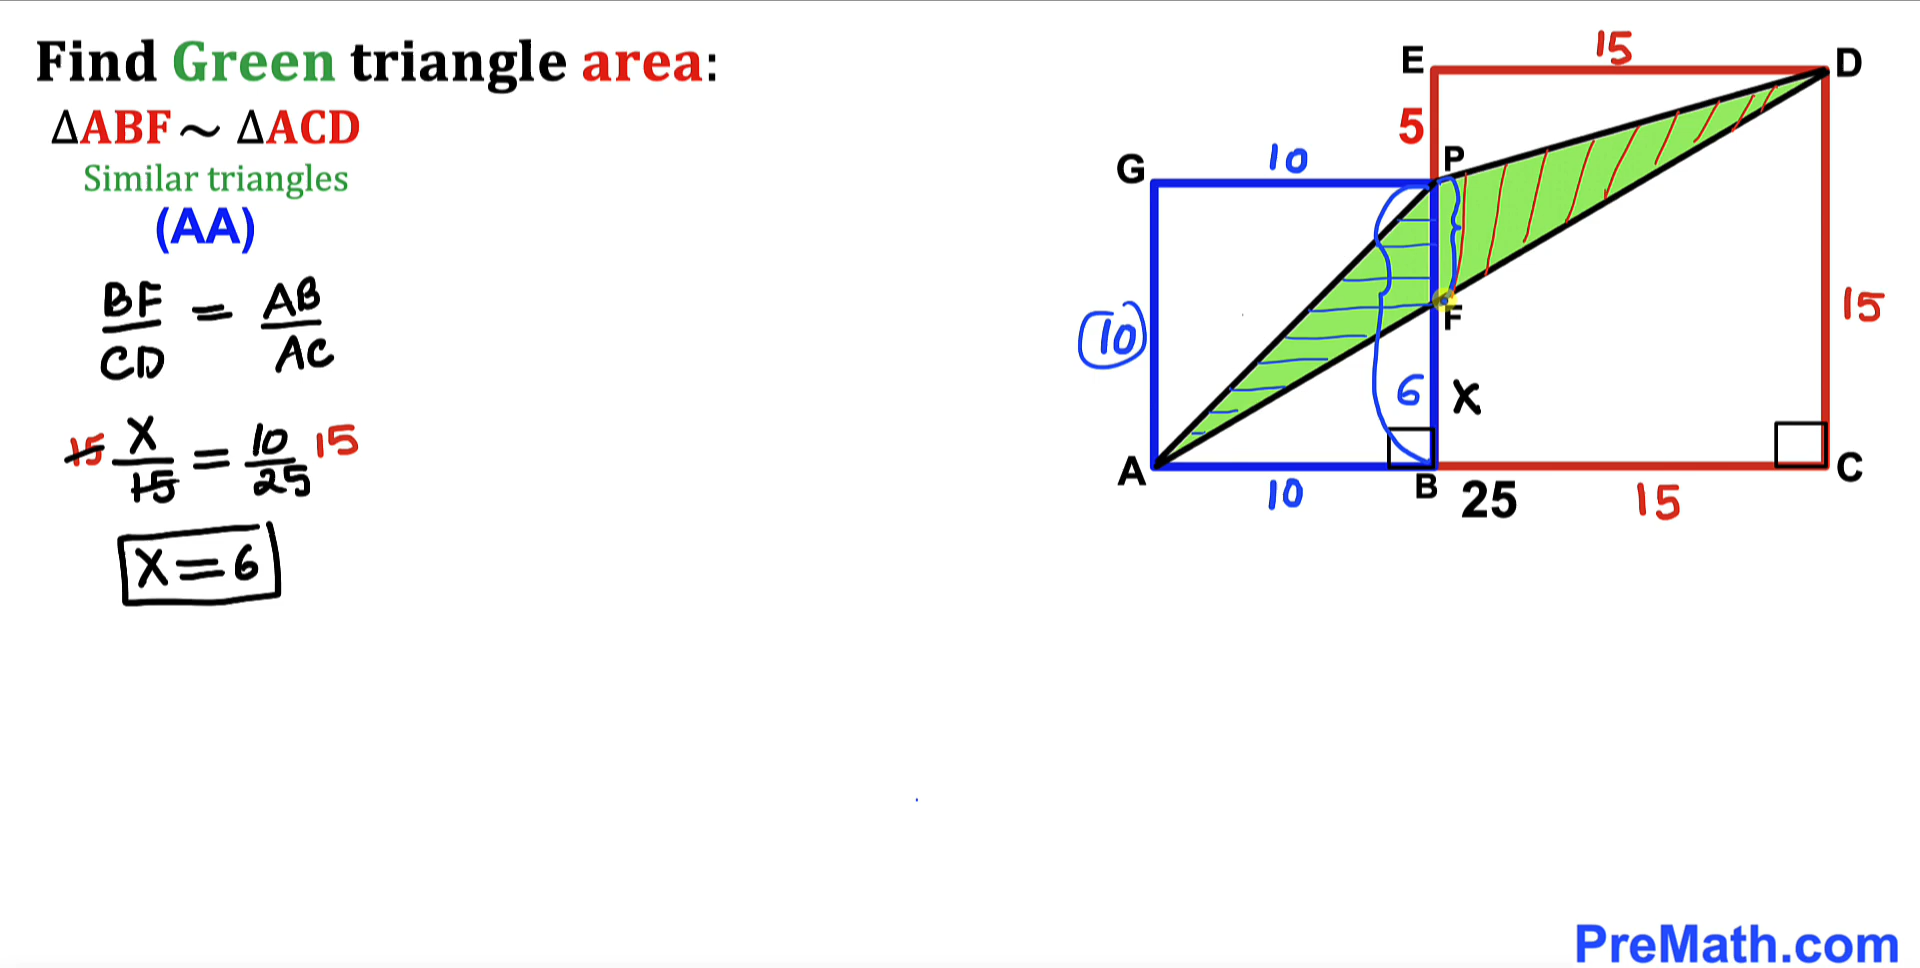 Find Green triangle area:
ΔABF ~ ΔACD
Similar triangles
(AA)
BF/CD = AB/AC
15 x/15 = 10/25 15
x = 6
E
15
D
5
G
10
P
10
F
15
6
x
A
10
B
25
15
C
PreMath.com